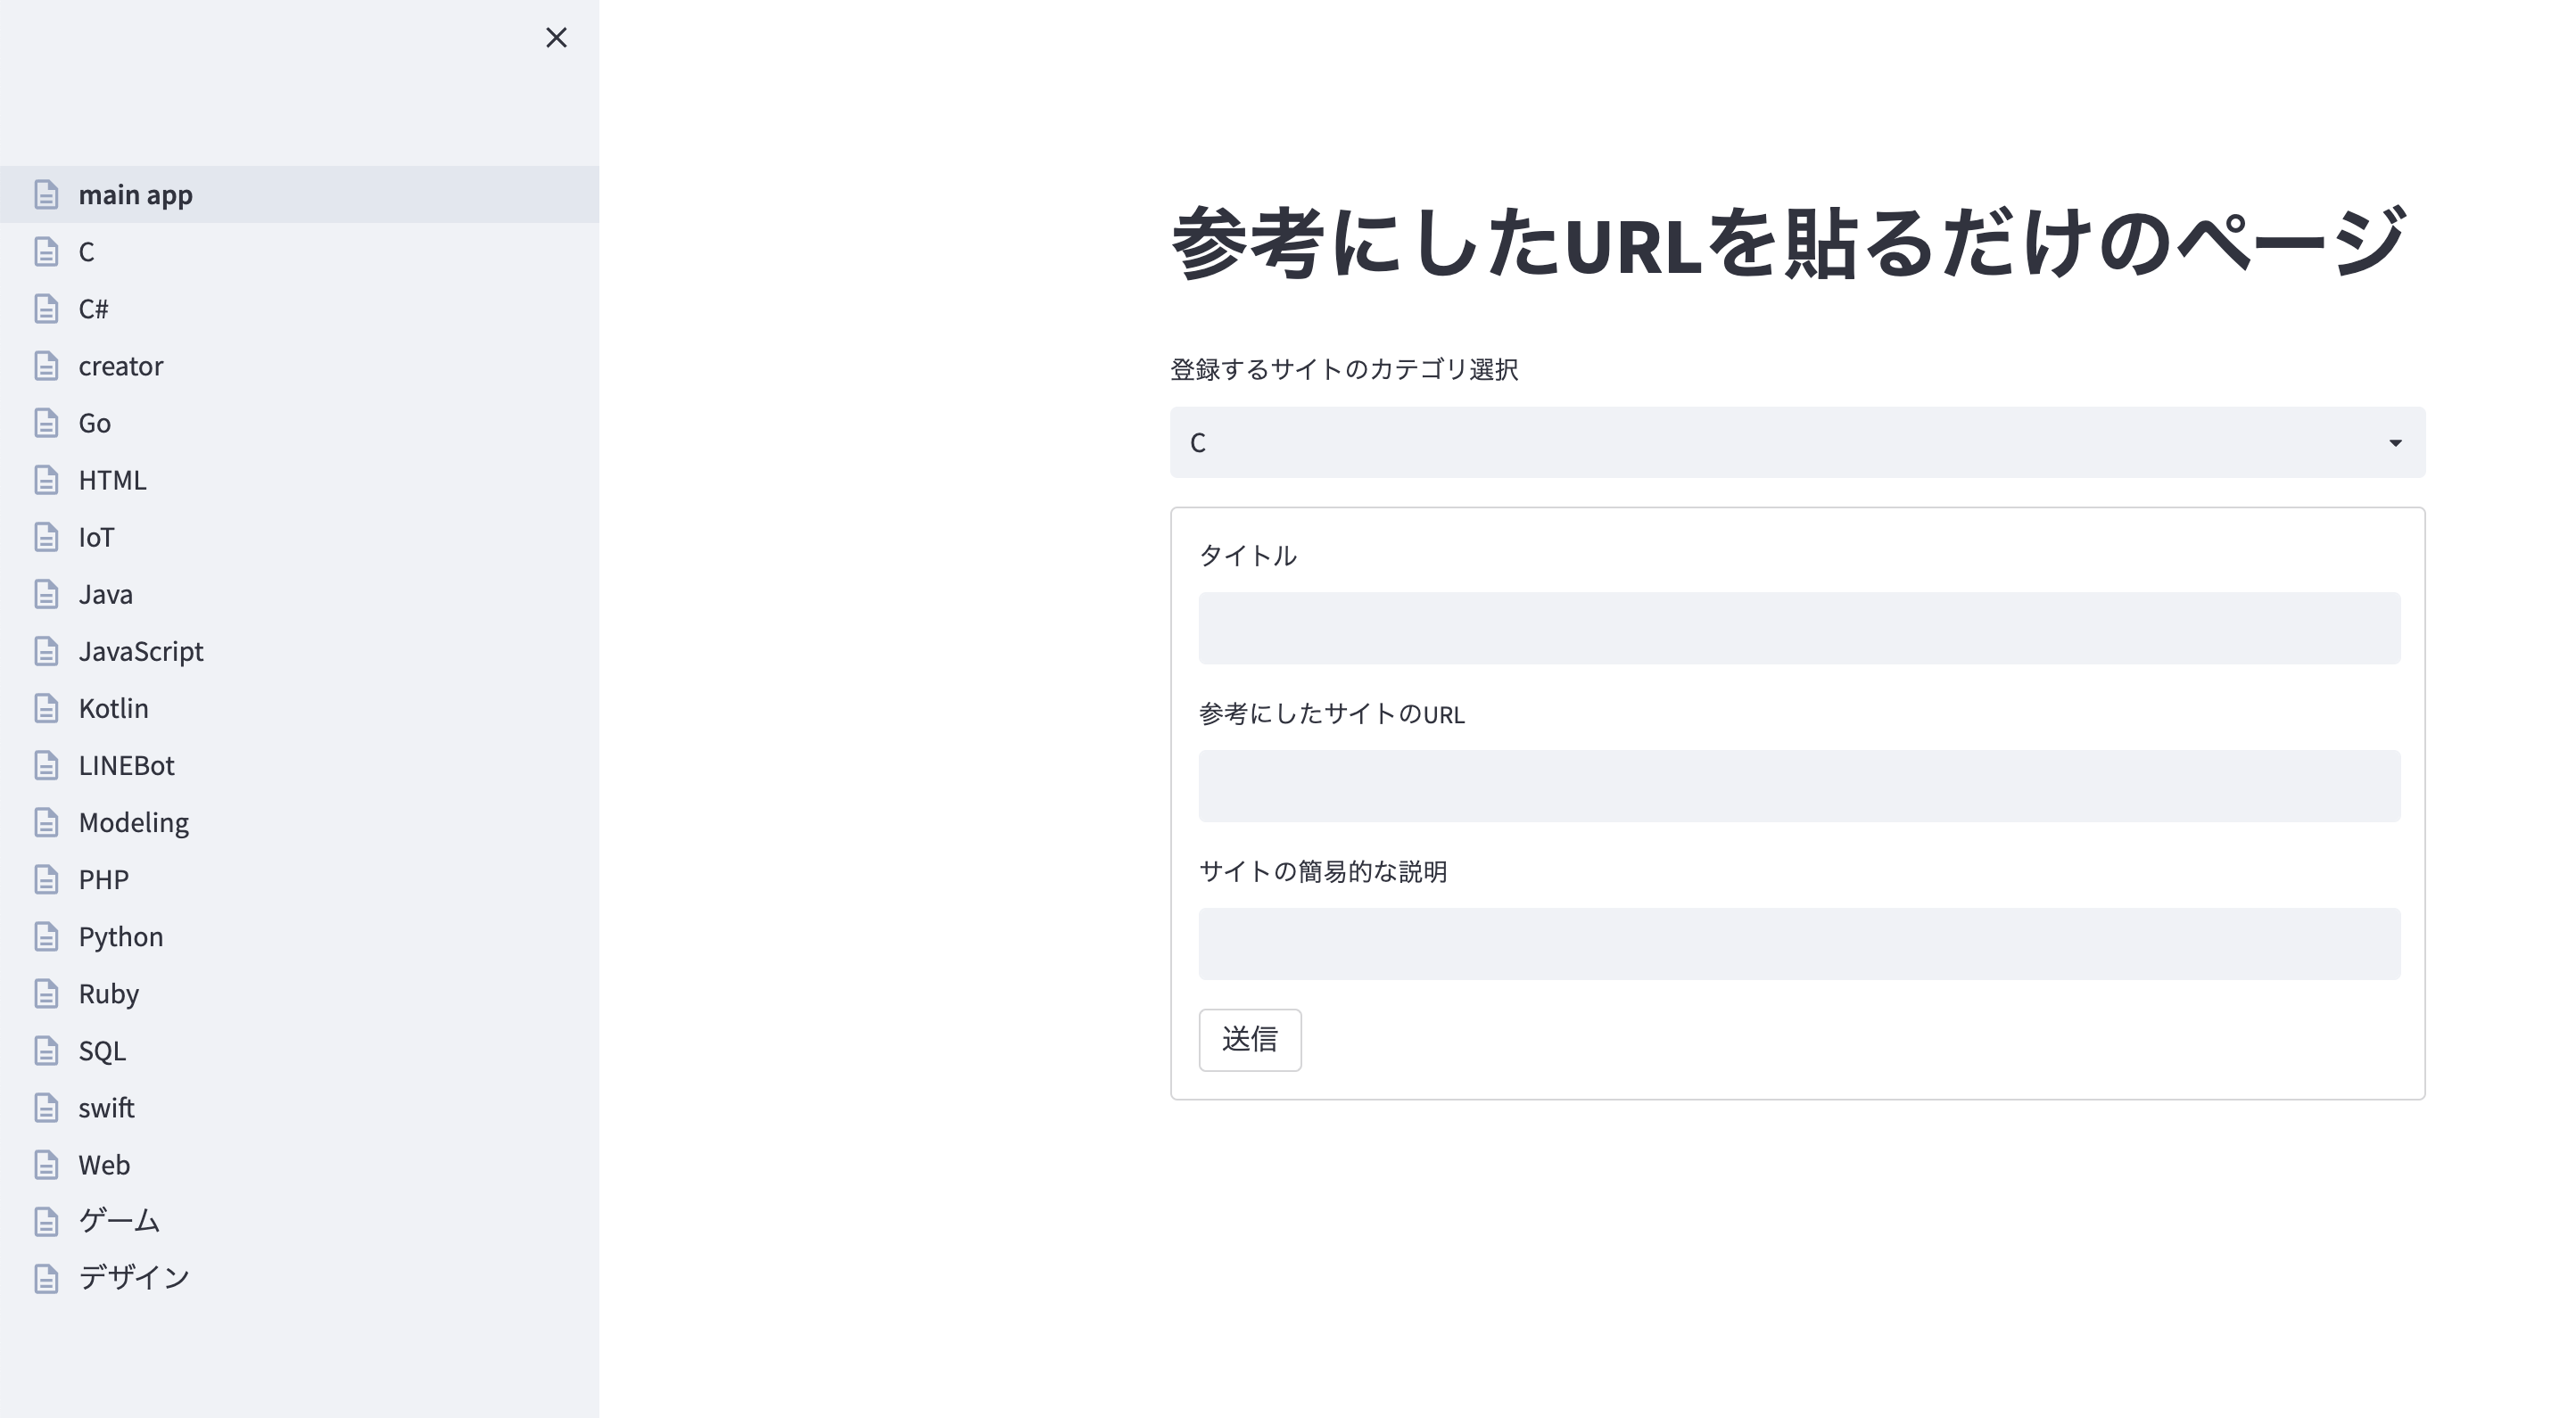 main app
C
C#
creator
Go
HTML
IoT
Java
JavaScript
Kotlin
LINEBot
Modeling
PHP
Python
Ruby
SQL
swift
Web
ゲーム
デザイン
参考にしたURLを貼るだけのページ
登録するサイトのカテゴリ選択
C
タイトル
参考にしたサイトのURL
サイトの簡易的な説明
送信